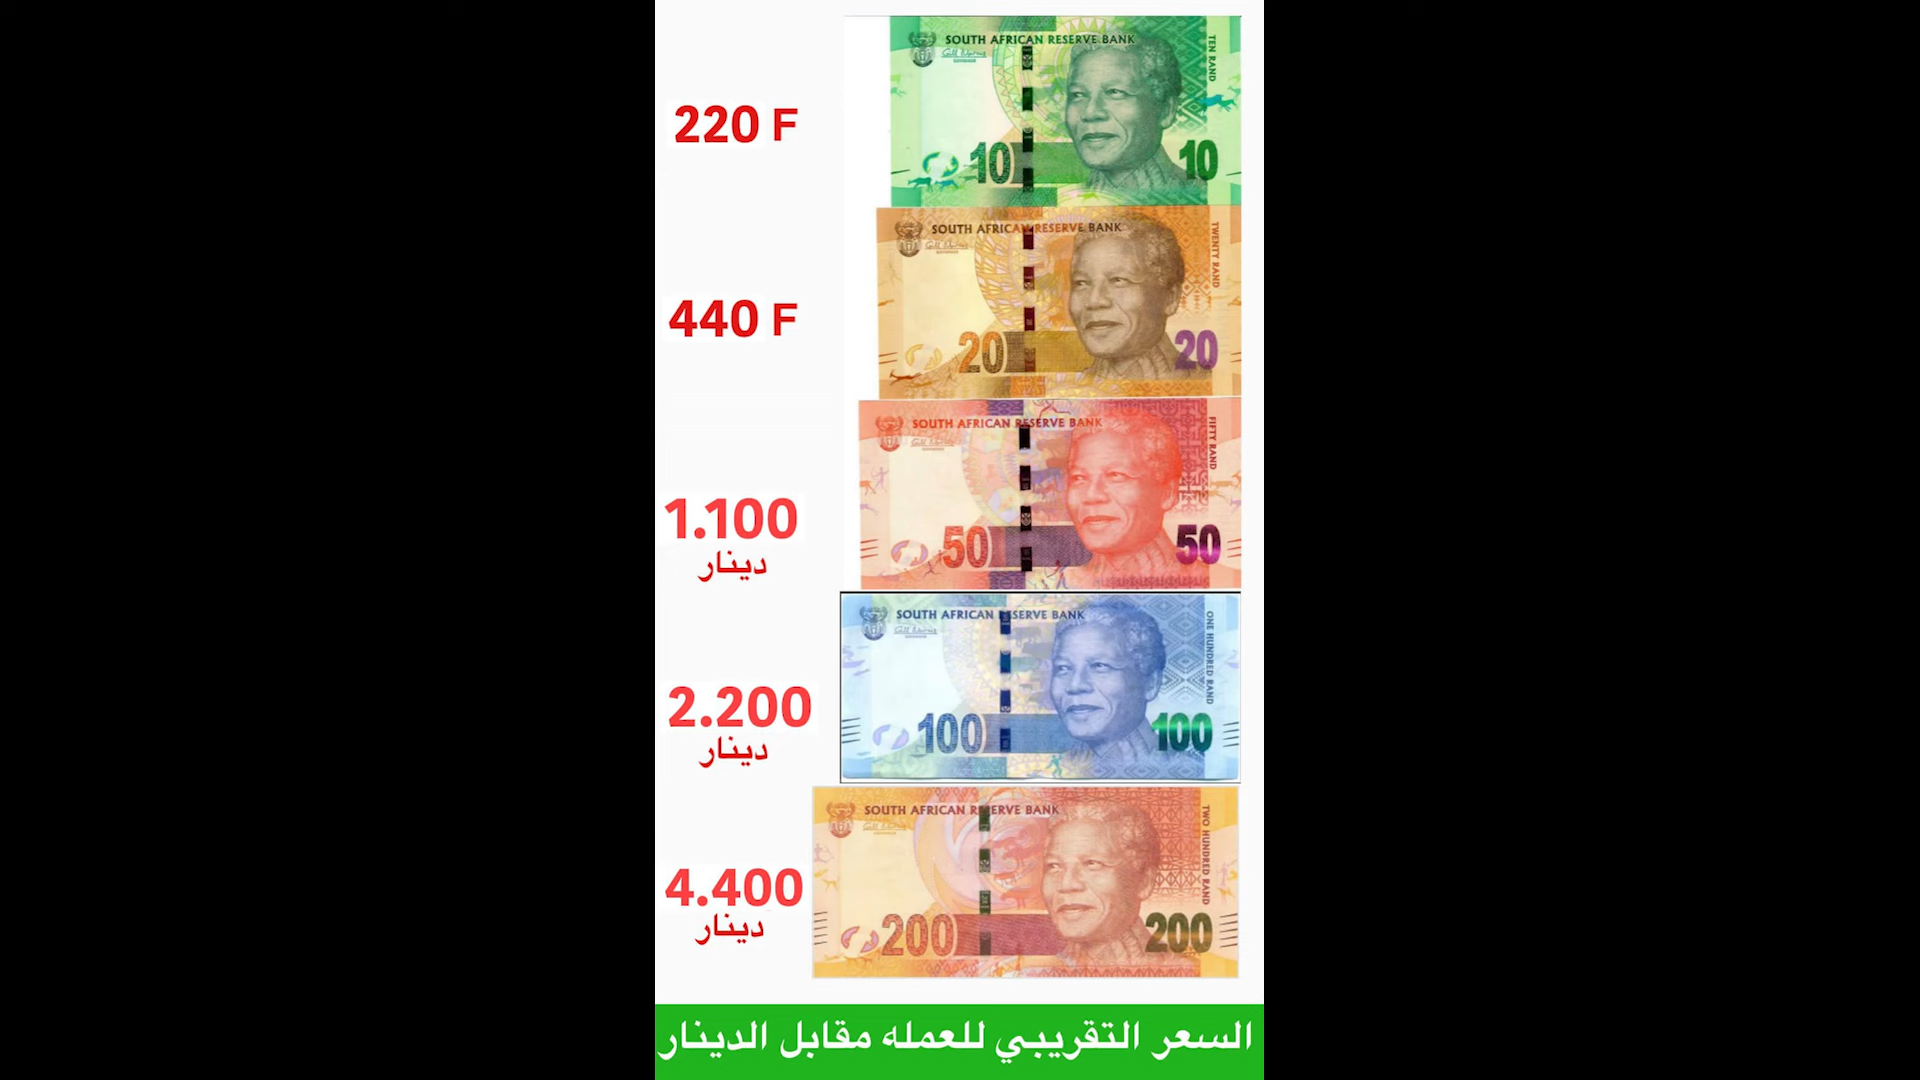 220 F
SOUTH AFRICAN RESERVE BANK
TEN RAND
10
10
440 F
SOUTH AFRICAN RESERVE BANK
TWENTY RAND
20
20
1.100
دينار
SOUTH AFRICAN RESERVE BANK
FIFTY RAND
50
50
2.200
دينار
SOUTH AFRICAN RESERVE BANK
ONE HUNDRED RAND
100
100
4.400
دينار
SOUTH AFRICAN RESERVE BANK
TWO HUNDRED RAND
200
200
السعر التقريبي للعمله مقابل الدينار